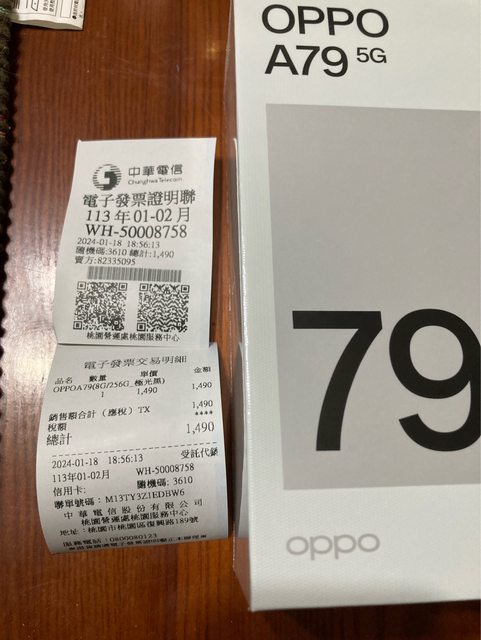 OPPO
A79 5G
79
oppo
中華電信
Chunghwa Telecom
電子發票證明聯
113年01-02月
WH-50008758
2024-01-18 18:56:13
隨機碼:3610 總計:1,490
賣方:82335095
桃園營運處桃園服務中心
電子發票交易明細
品名 數量 單價 金額
OPPOA79(8G/256G_極光黑)
1 1,490 1,490
銷售額合計（應稅）TX 1,490
稅額 ****
總計 1,490
2024-01-18 18:56:13 受託代銷
113年01-02月 WH-50008758
信用卡: 隨機碼: 3610
聯單號碼：M13TY3Z1EDBW6
中華電信股份有限公司
桃園營運處桃園服務中心
地址：桃園市桃園區復興路189號
服務電話：0800080123